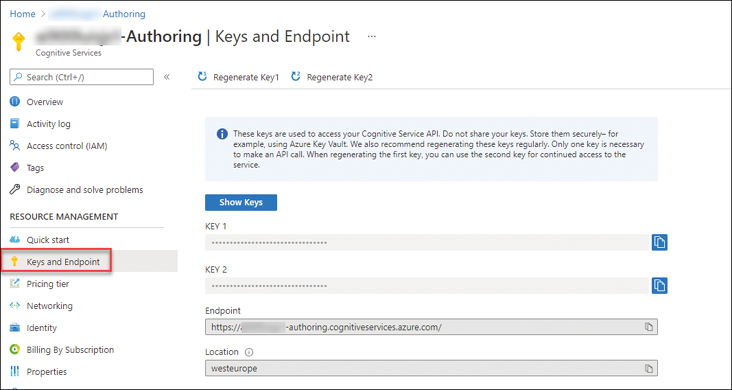 Home > Authoring
-Authoring | Keys and Endpoint ...
Cognitive Services
Search (Ctrl+/) «
Regenerate Key1 Regenerate Key2
Overview
Activity log
Access control (IAM)
Tags
Diagnose and solve problems
RESOURCE MANAGEMENT
Quick start
Keys and Endpoint
Pricing tier
Networking
Identity
Billing By Subscription
Properties
These keys are used to access your Cognitive Service API. Do not share your keys. Store them securely– for
example, using Azure Key Vault. We also recommend regenerating these keys regularly. Only one key is necessary
to make an API call. When regenerating the first key, you can use the second key for continued access to the
service.
Show Keys
KEY 1
••••••••••••••••••••••••••••••••
KEY 2
••••••••••••••••••••••••••••••••
Endpoint
https://a -authoring.cognitiveservices.azure.com/
Location
westeurope